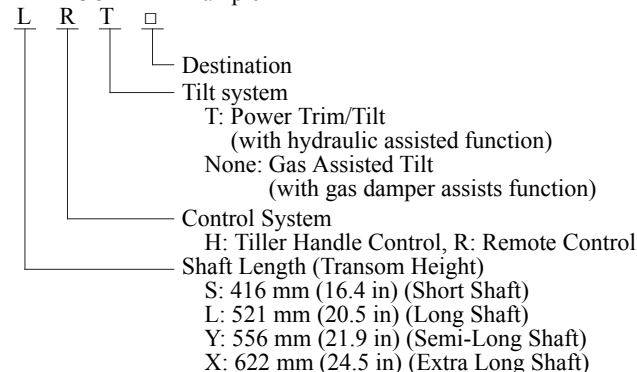 L R T □
Destination
Tilt system
T: Power Trim/Tilt
(with hydraulic assisted function)
None: Gas Assisted Tilt
(with gas damper assists function)
Control System
H: Tiller Handle Control, R: Remote Control
Shaft Length (Transom Height)
S: 416 mm (16.4 in) (Short Shaft)
L: 521 mm (20.5 in) (Long Shaft)
Y: 556 mm (21.9 in) (Semi-Long Shaft)
X: 622 mm (24.5 in) (Extra Long Shaft)